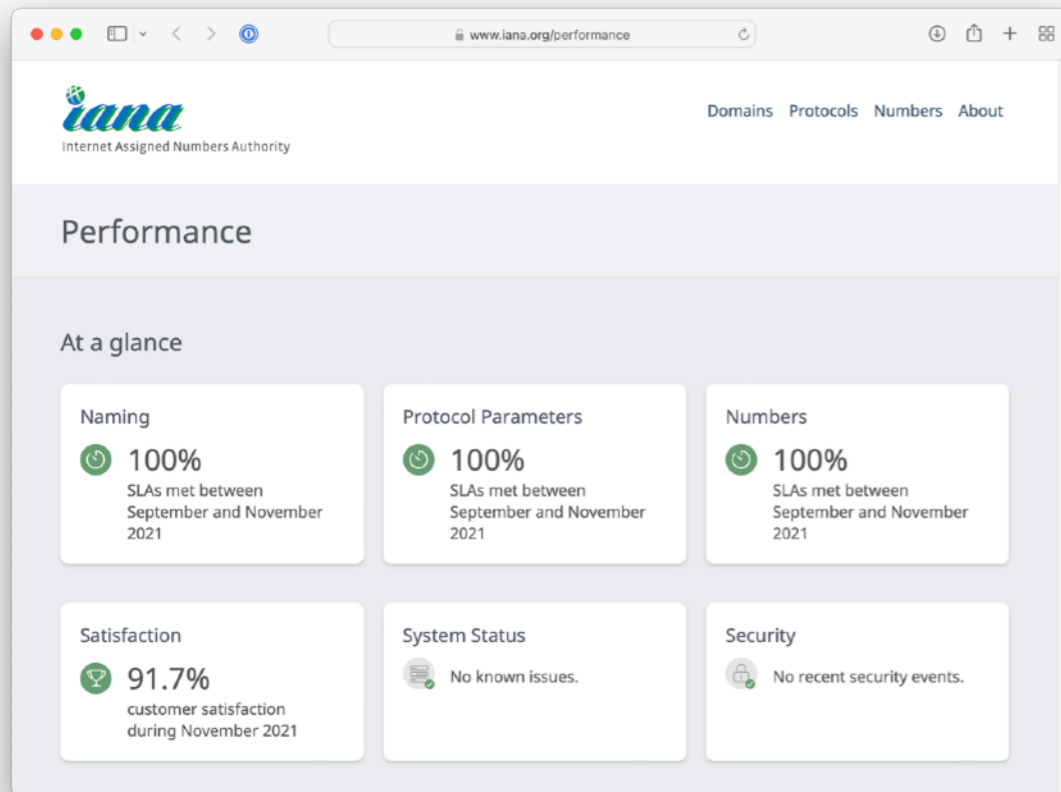 www.iana.org/performance
iana
Internet Assigned Numbers Authority
Domains Protocols Numbers About
Performance
At a glance
Naming
100%
SLAs met between
September and November
2021
Protocol Parameters
100%
SLAs met between
September and November
2021
Numbers
100%
SLAs met between
September and November
2021
Satisfaction
91.7%
customer satisfaction
during November 2021
System Status
No known issues.
Security
No recent security events.